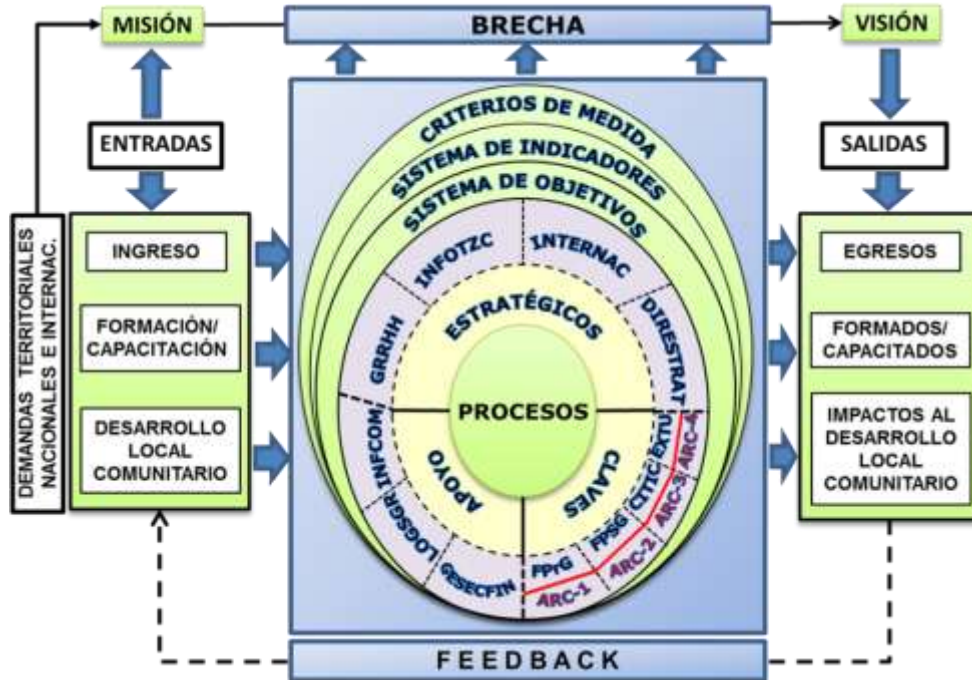 MISIÓN
BRECHA
VISIÓN
ENTRADAS
SALIDAS
DEMANDAS TERRITORIALES
NACIONALES E INTERNAC.
INGRESO
FORMACIÓN/
CAPACITACIÓN
DESARROLLO
LOCAL
COMUNITARIO
CRITERIOS DE MEDIDA
SISTEMA DE INDICADORES
SISTEMA DE OBJETIVOS
INFOTZC
INTERNAC
GRRHH
DIRESTRAT
ESTRATÉGICOS
PROCESOS
APOYO
CLAVES
INFCOM
LOGSGR
GESECFIN
FPrG
FPSG
CITIC
EXTU
ARC-1
ARC-2
ARC-3
ARC-4
EGRESOS
FORMADOS/
CAPACITADOS
IMPACTOS AL
DESARROLLO
LOCAL
COMUNITARIO
FEEDBACK